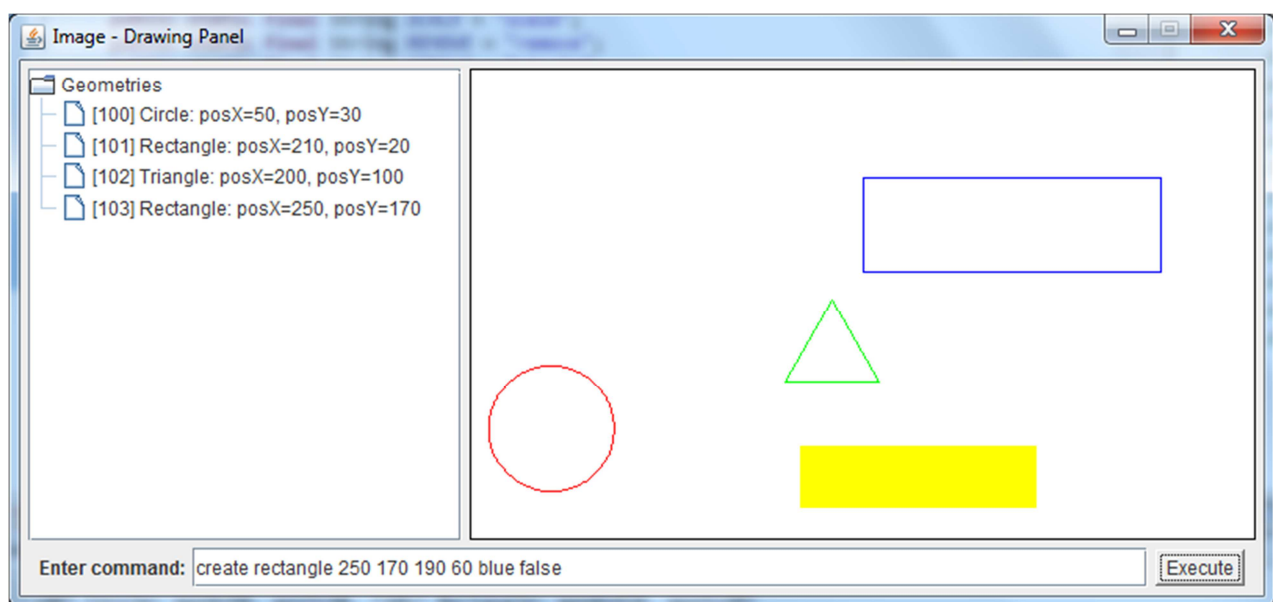 Image - Drawing Panel
Geometries
[100] Circle: posX=50, posY=30
[101] Rectangle: posX=210, posY=20
[102] Triangle: posX=200, posY=100
[103] Rectangle: posX=250, posY=170
Enter command: create rectangle 250 170 190 60 blue false Execute